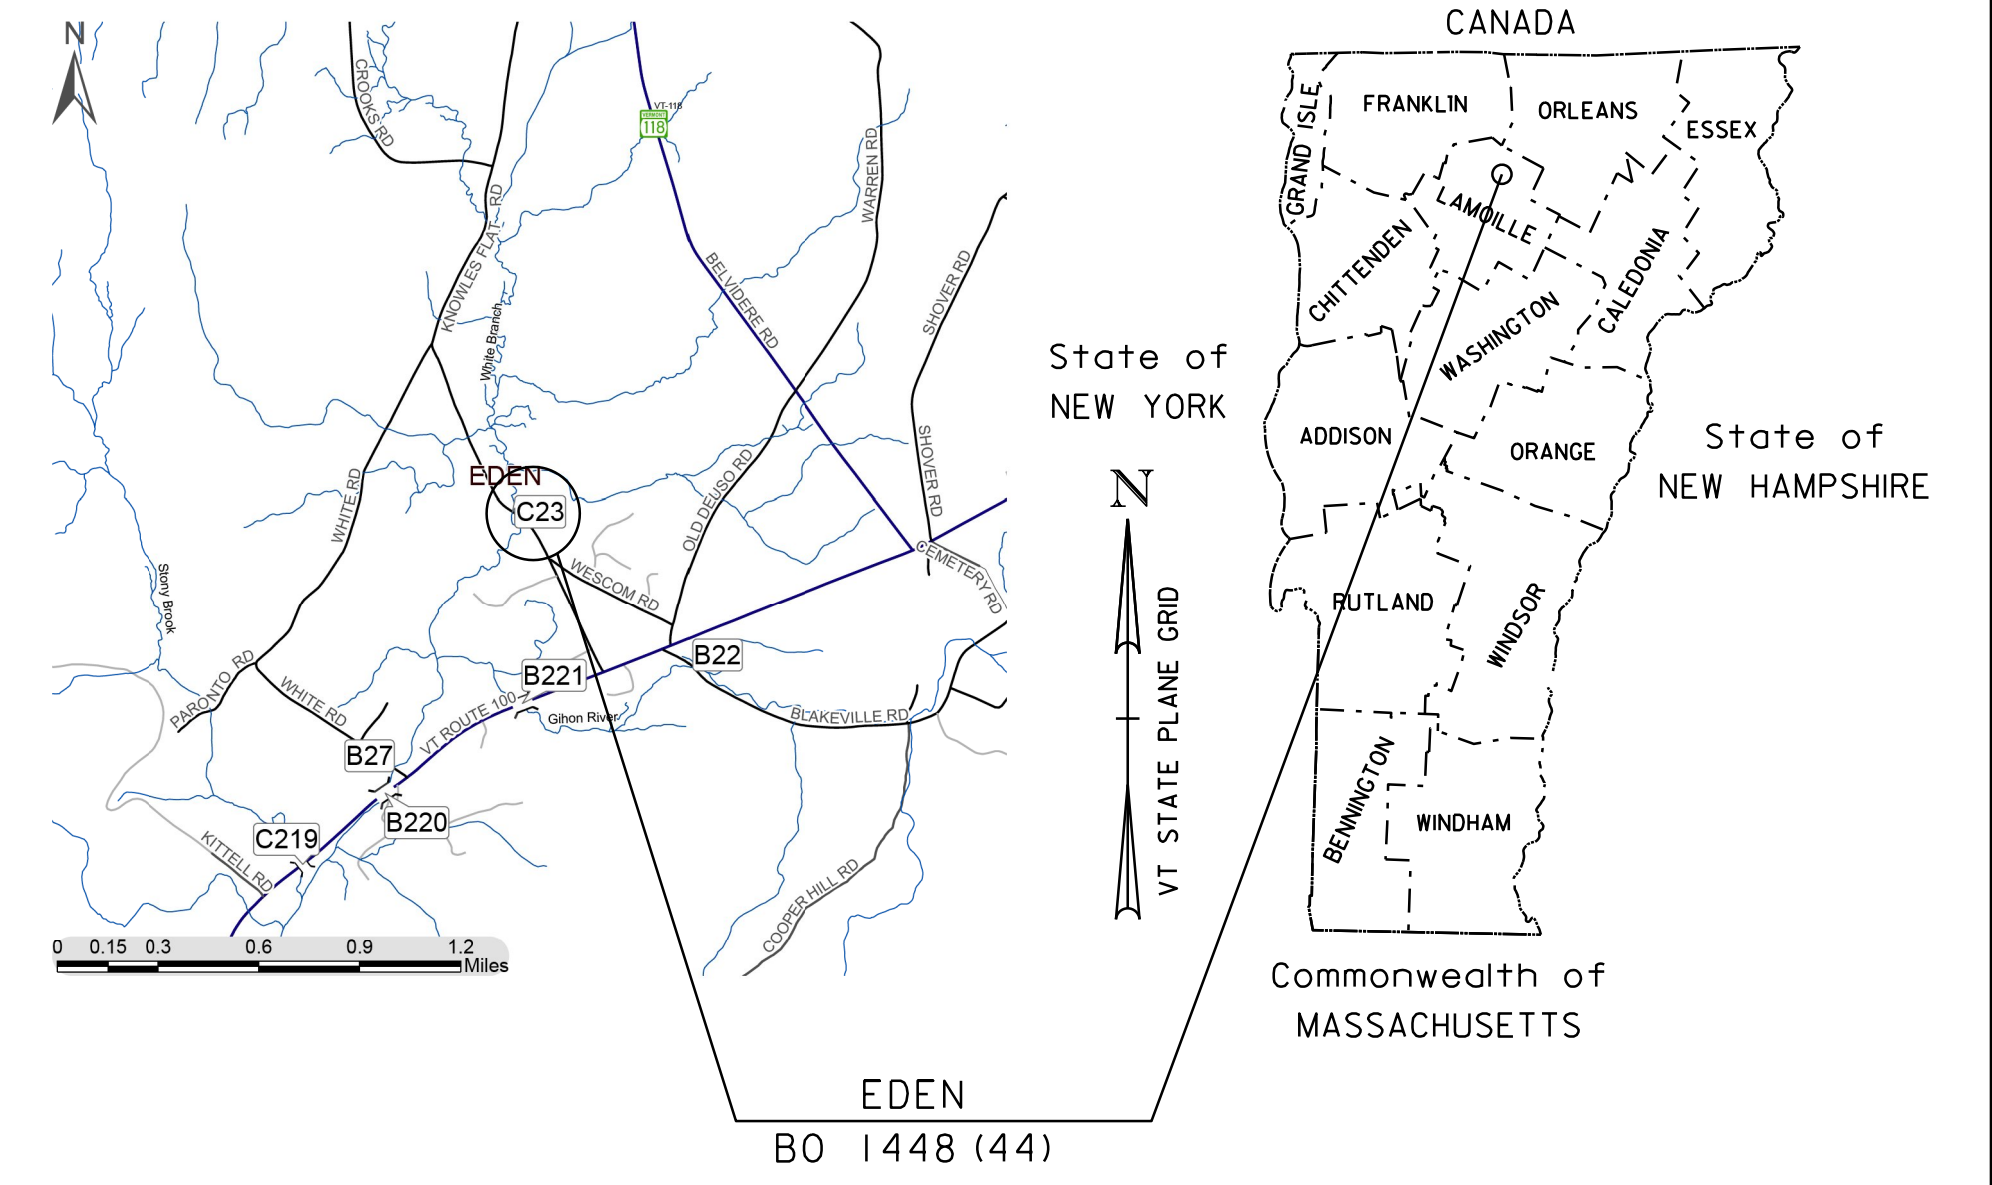 N
CROOKS RD
VT-118
VERMONT
118
KNOWLES FLAT RD
WARREN RD
BELVIDERE RD
SHOVER RD
White Branch
SHOVER RD
EDEN
C23
WHITE RD
OLD DEUSO RD
Stony Brook
WESCOM RD
CEMETERY RD
B221
B22
PARONTO RD
WHITE RD
VT ROUTE 100
N
Gihon River
BLAKEVILLE RD
B27
B220
C219
KITTELL RD
COOPER HILL RD
0 0.15 0.3 0.6 0.9 1.2
Miles
CANADA
GRAND ISLE
FRANKLIN
ORLEANS
ESSEX
LAMOILLE
CHITTENDEN
CALEDONIA
WASHINGTON
State of
NEW YORK
ADDISON
ORANGE
State of
NEW HAMPSHIRE
N
VT STATE PLANE GRID
RUTLAND
WINDSOR
BENNINGTON
WINDHAM
Commonwealth of
MASSACHUSETTS
EDEN
BO 1448 (44)